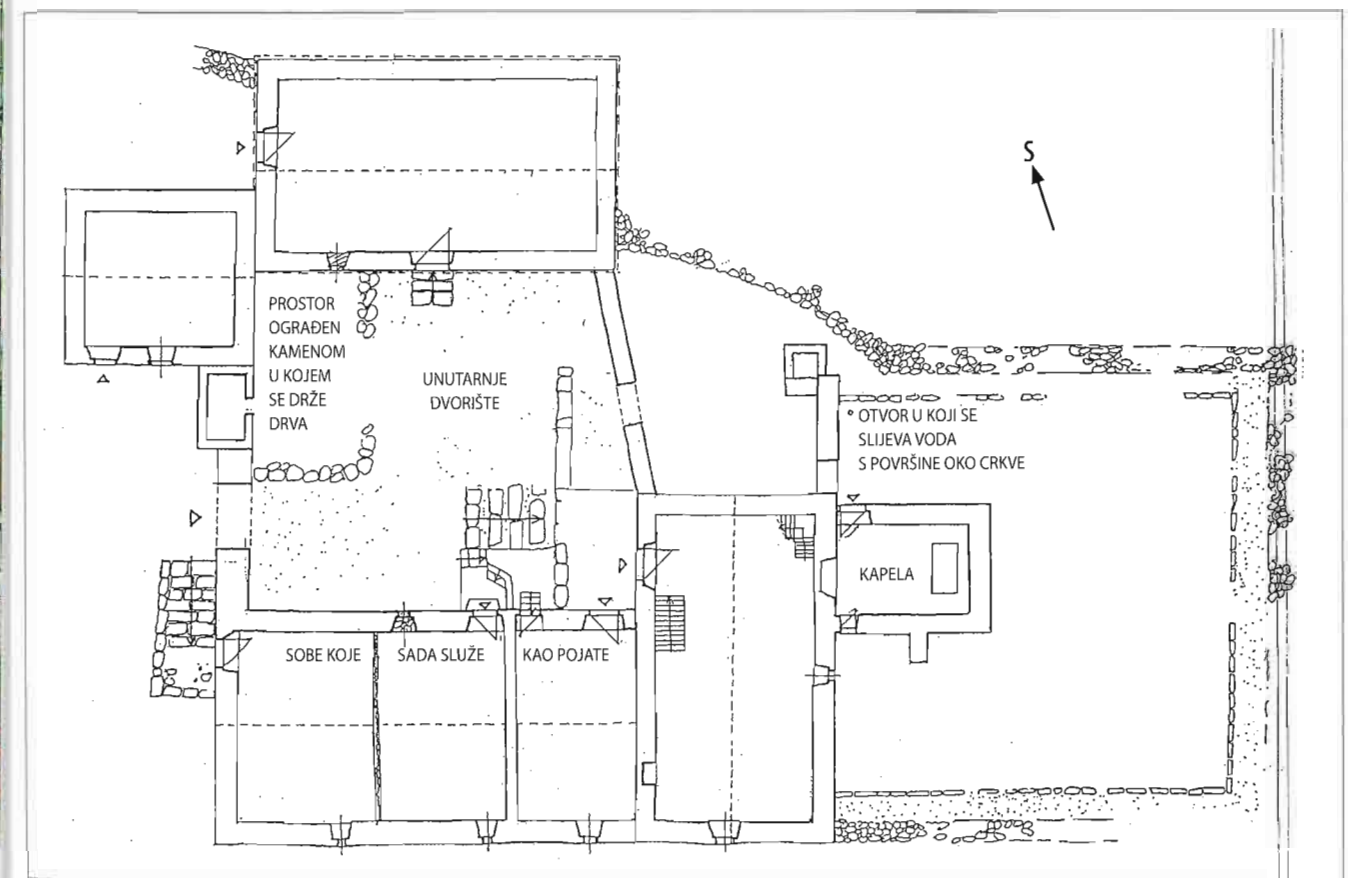 S
PROSTOR
OGRAĐEN
KAMENOM
U KOJEM
SE DRŽE
DRVA
UNUTARNJE
DVORIŠTE
OTVOR U KOJI SE
SLIJEVA VODA
S POVRŠINE OKO CRKVE
KAPELA
SOBE KOJE SADA SLUŽE KAO POJATE